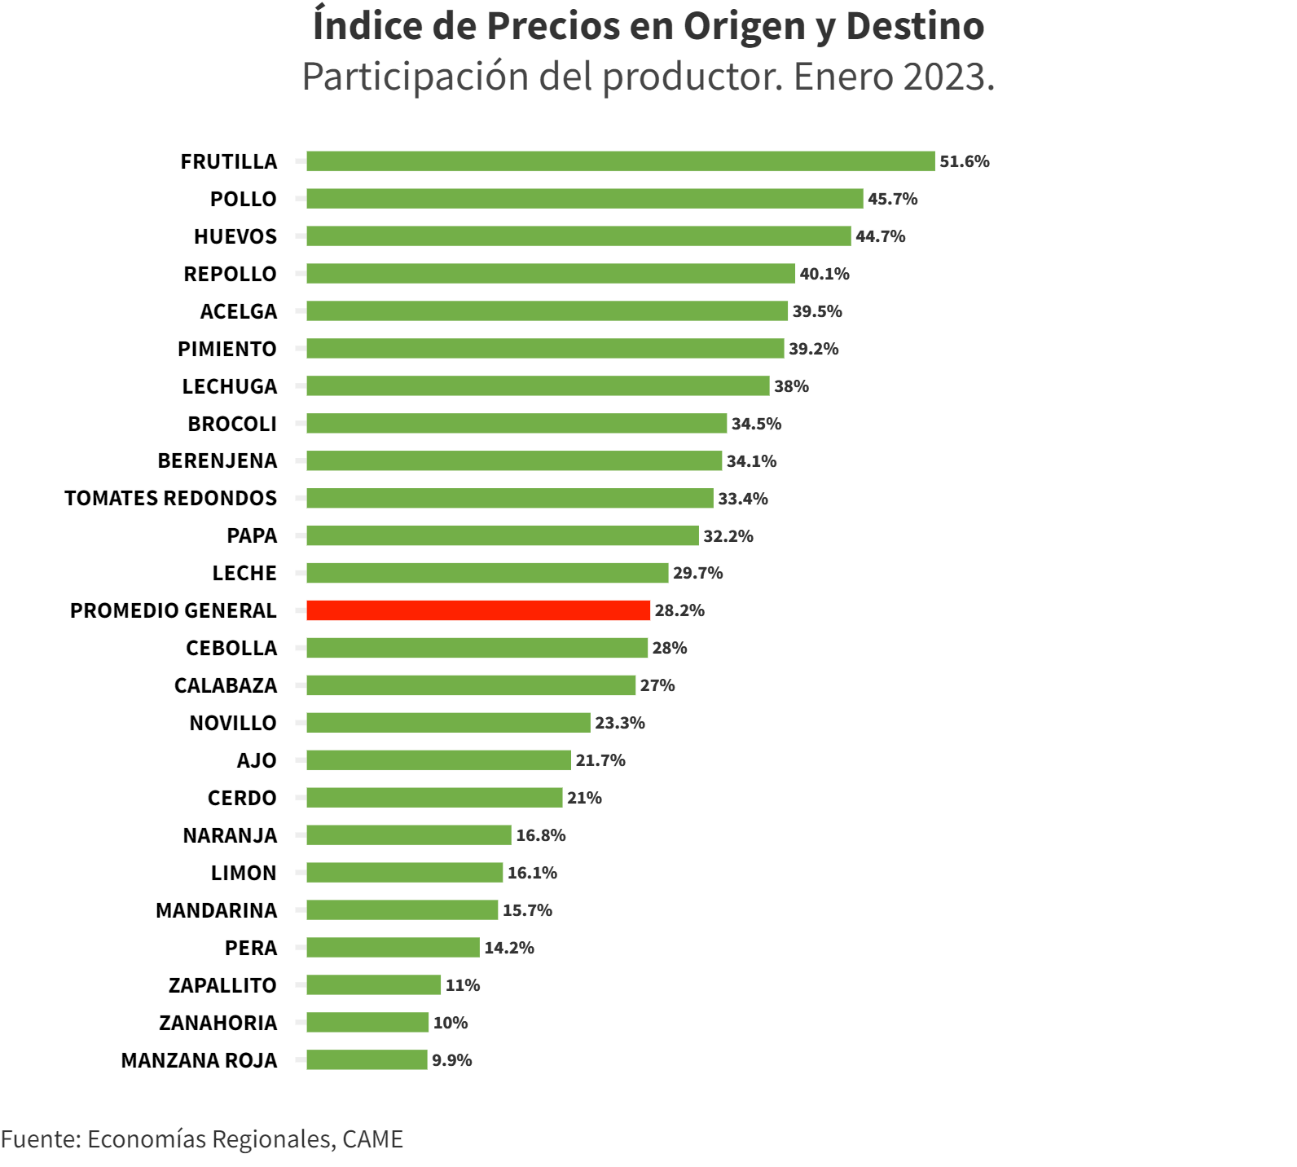 Índice de Precios en Origen y Destino
Participación del productor. Enero 2023.
FRUTILLA 51.6%
POLLO 45.7%
HUEVOS 44.7%
REPOLLO 40.1%
ACELGA 39.5%
PIMIENTO 39.2%
LECHUGA 38%
BROCOLI 34.5%
BERENJENA 34.1%
TOMATES REDONDOS 33.4%
PAPA 32.2%
LECHE 29.7%
PROMEDIO GENERAL 28.2%
CEBOLLA 28%
CALABAZA 27%
NOVILLO 23.3%
AJO 21.7%
CERDO 21%
NARANJA 16.8%
LIMON 16.1%
MANDARINA 15.7%
PERA 14.2%
ZAPALLITO 11%
ZANAHORIA 10%
MANZANA ROJA 9.9%
Fuente: Economías Regionales, CAME